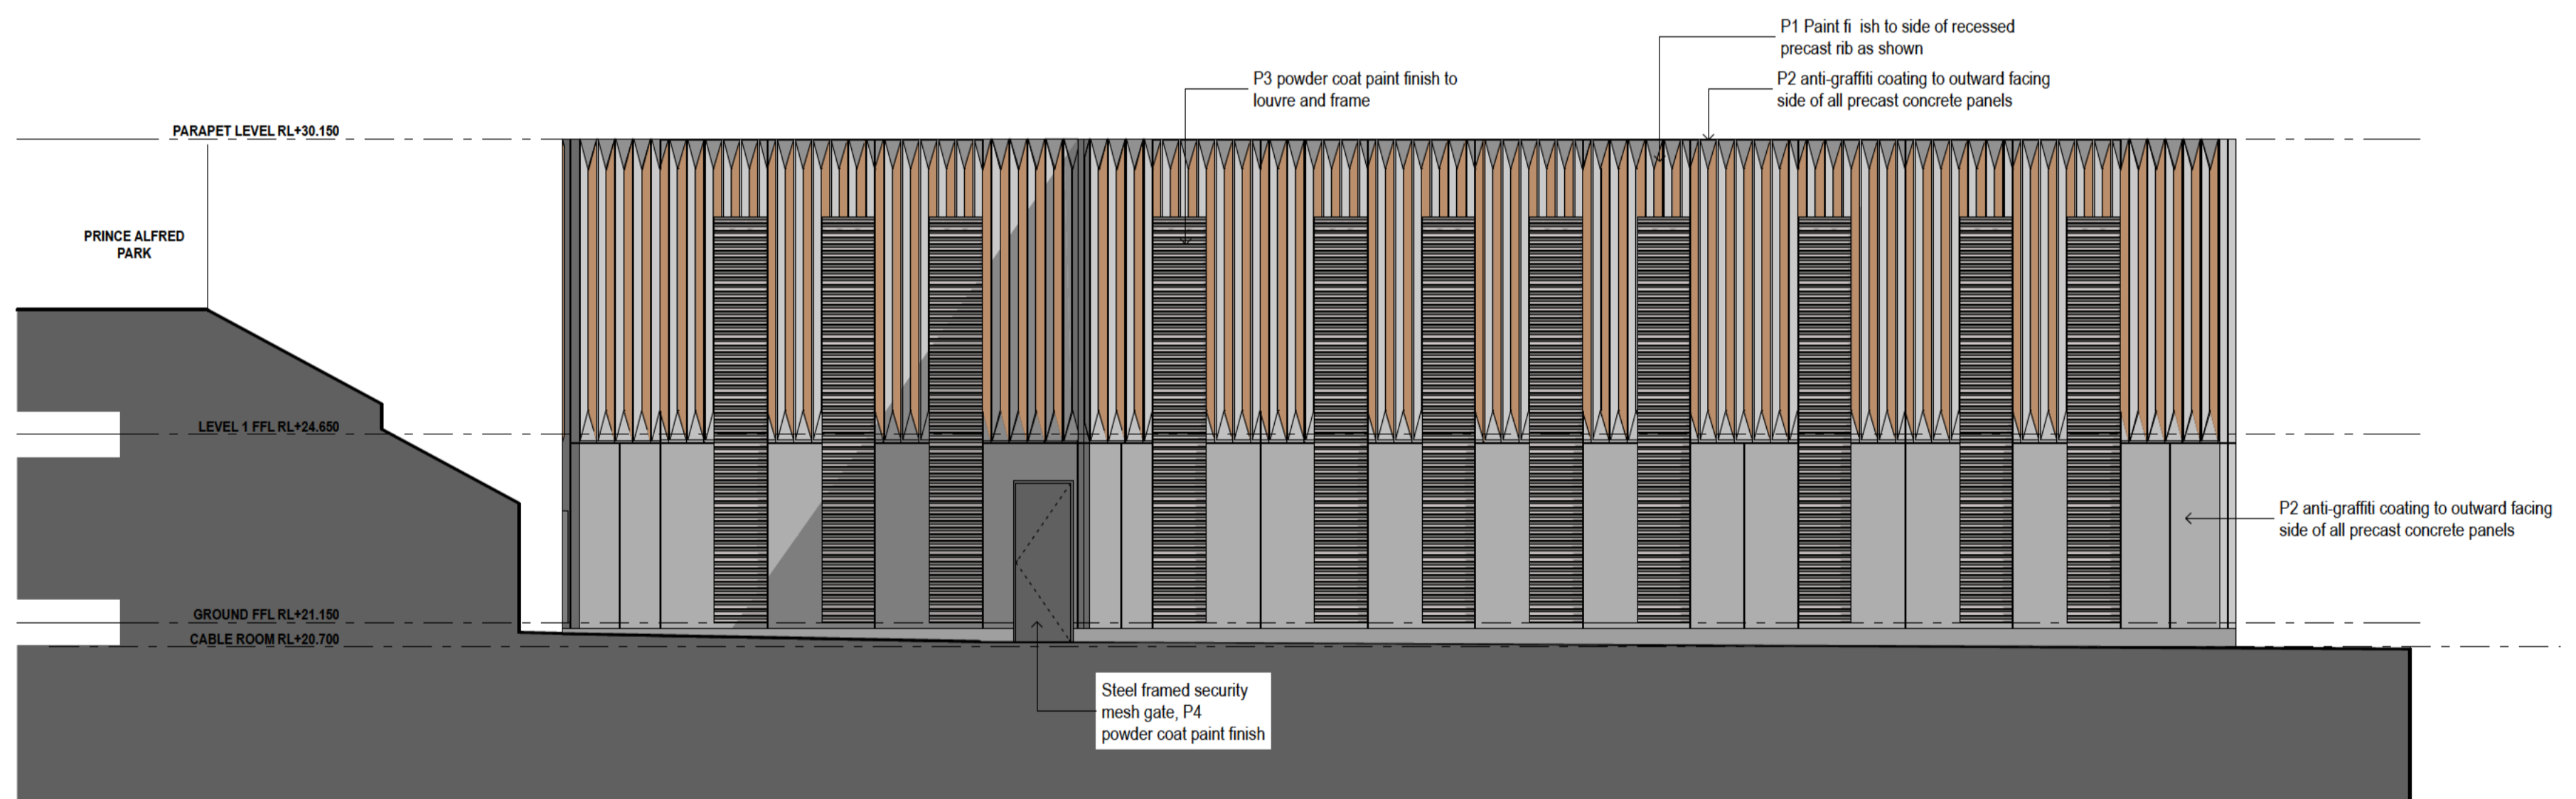 P1 Paint fi ish to side of recessed
precast rib as shown
P3 powder coat paint finish to
louvre and frame
P2 anti-graffiti coating to outward facing
side of all precast concrete panels
PARAPET LEVEL RL+30.150
PRINCE ALFRED
PARK
LEVEL 1 FFL RL+24.650
P2 anti-graffiti coating to outward facing
side of all precast concrete panels
GROUND FFL RL+21.150
CABLE ROOM RL+20.700
Steel framed security
mesh gate, P4
powder coat paint finish